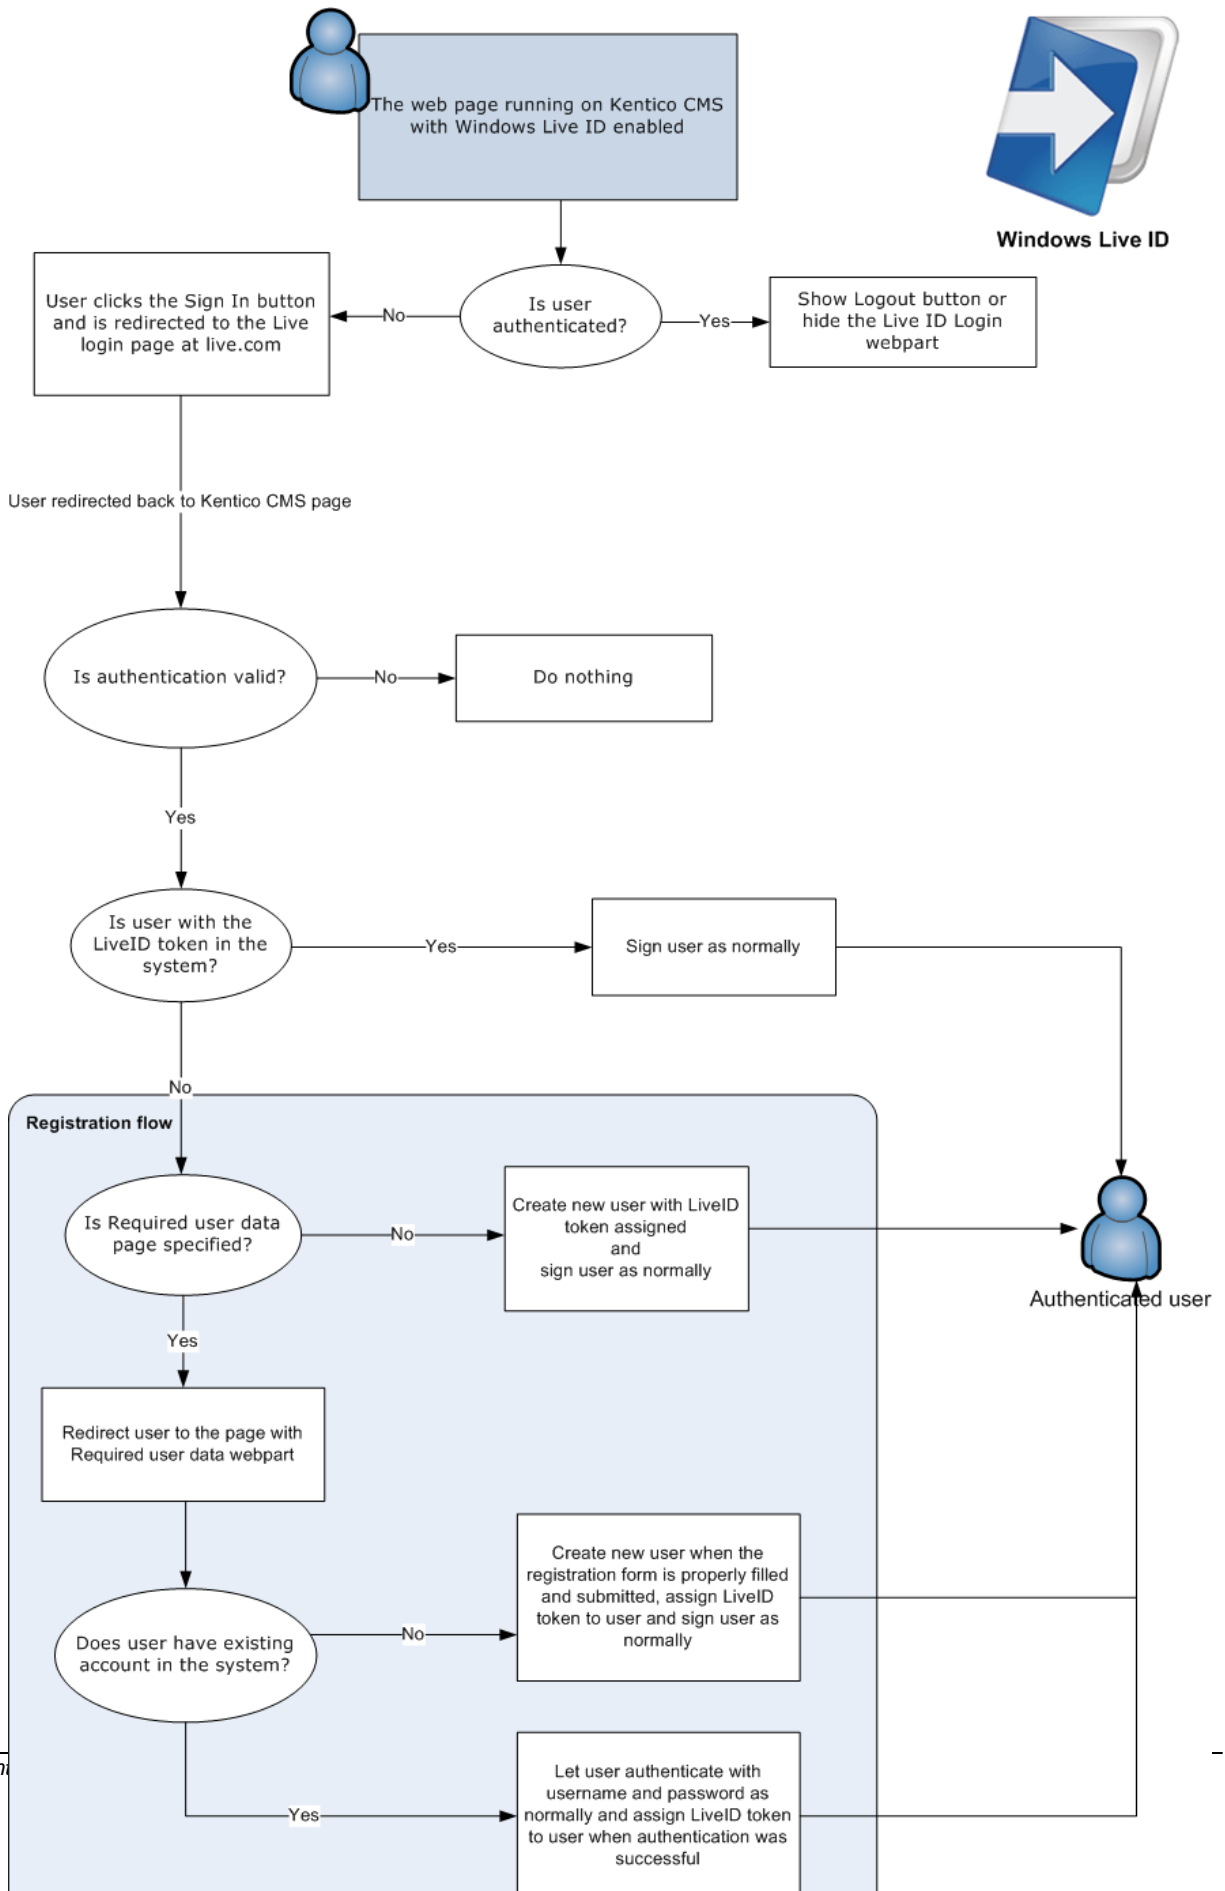 The web page running on Kentico CMS
with Windows Live ID enabled
Windows Live ID
User clicks the Sign In button
and is redirected to the Live
login page at live.com
No
Is user
authenticated?
Yes
Show Logout button or
hide the Live ID Login
webpart
User redirected back to Kentico CMS page
Is authentication valid?
No
Do nothing
Yes
Is user with the
LiveID token in the
system?
Yes
Sign user as normally
No
Registration flow
Is Required user data
page specified?
No
Create new user with LiveID
token assigned
and
sign user as normally
Authenticated user
Yes
Redirect user to the page with
Required user data webpart
Create new user when the
registration form is properly filled
and submitted, assign LiveID
token to user and sign user as
normally
Does user have existing
account in the system?
No
Let user authenticate with
username and password as
normally and assign LiveID token
to user when authentication was
successful
Yes